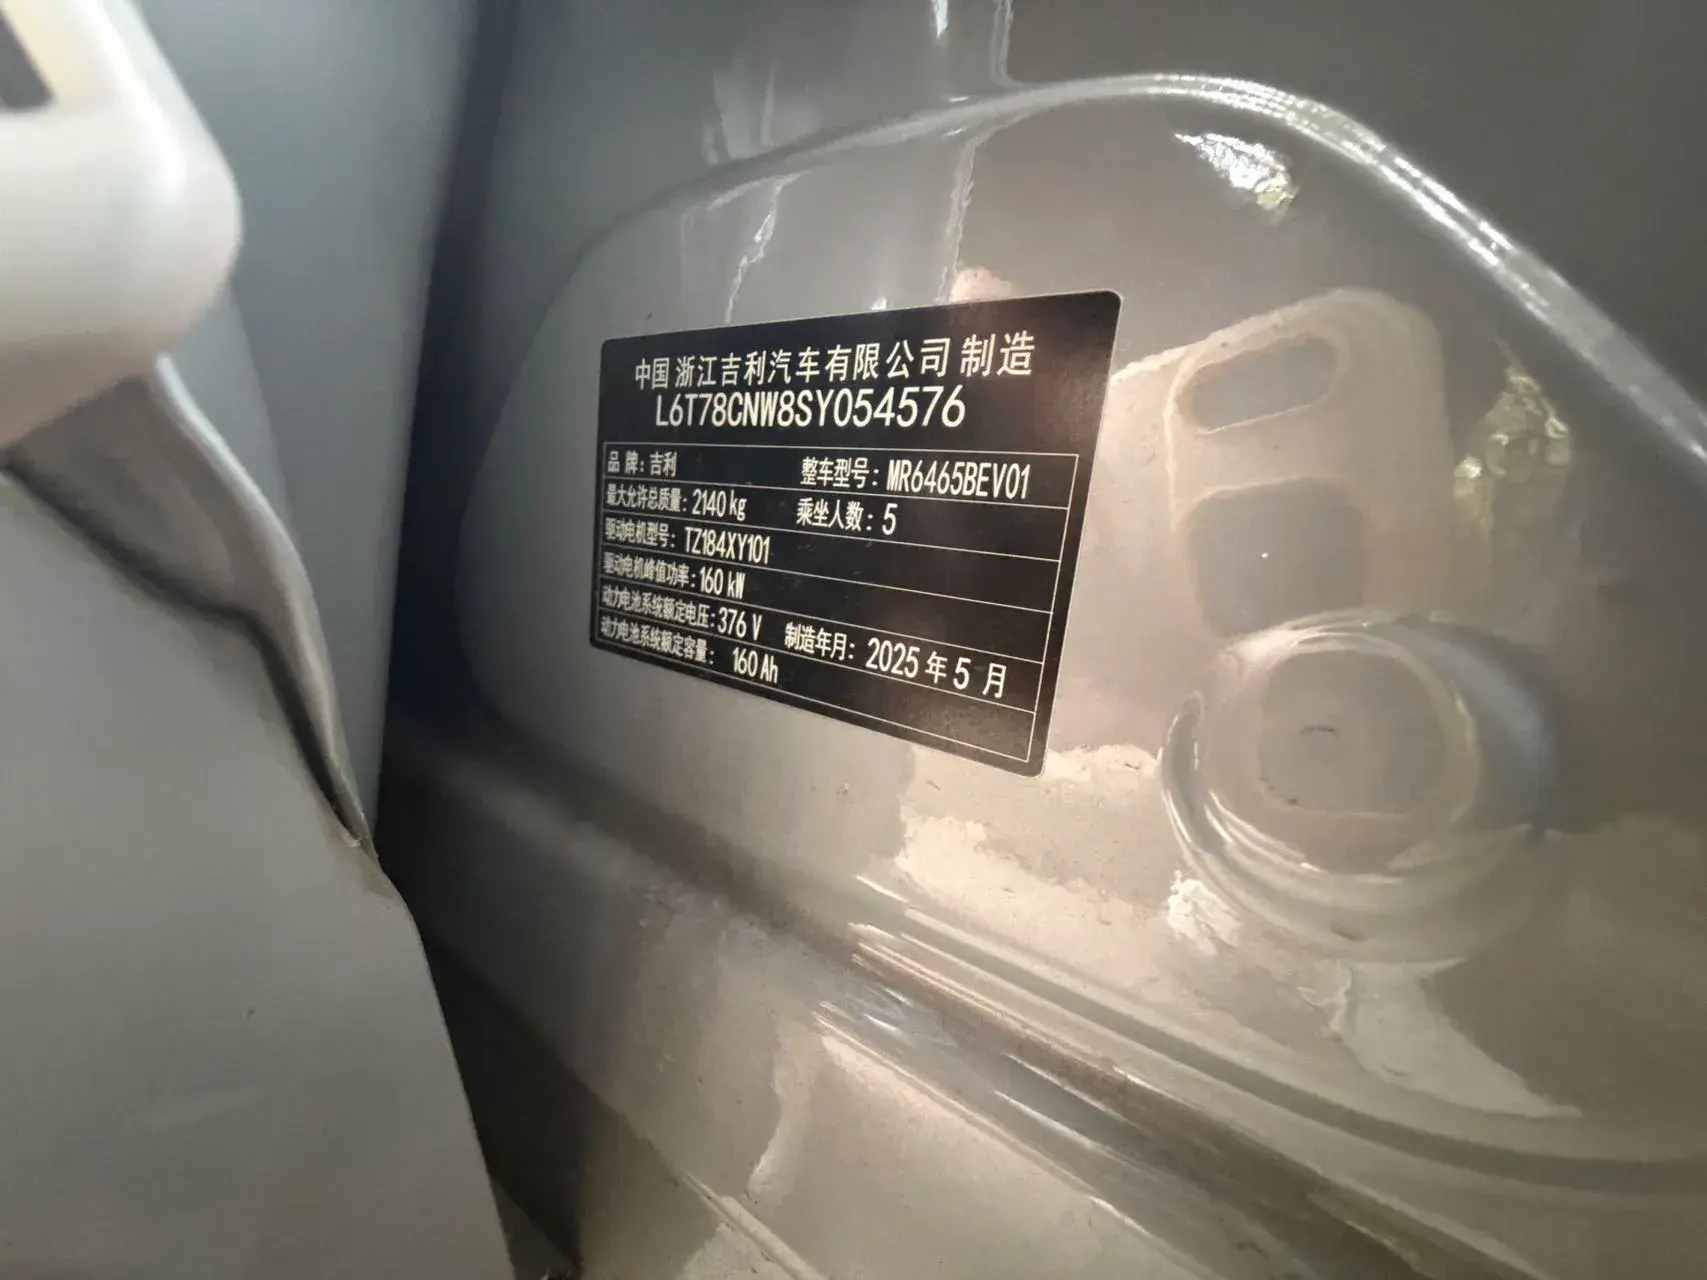 中国 浙江吉利汽车有限公司 制造
L6T78CNW8SY054576
品 牌：吉利 整车型号：MR6465BEV01
最大允许总质量：2140 kg 乘坐人数：5
驱动电机型号：TZ184XY101
驱动电机峰值功率：160 kW
动力电池系统额定电压：376 V 制造年月：2025 年 5 月
动力电池系统额定容量： 160 Ah